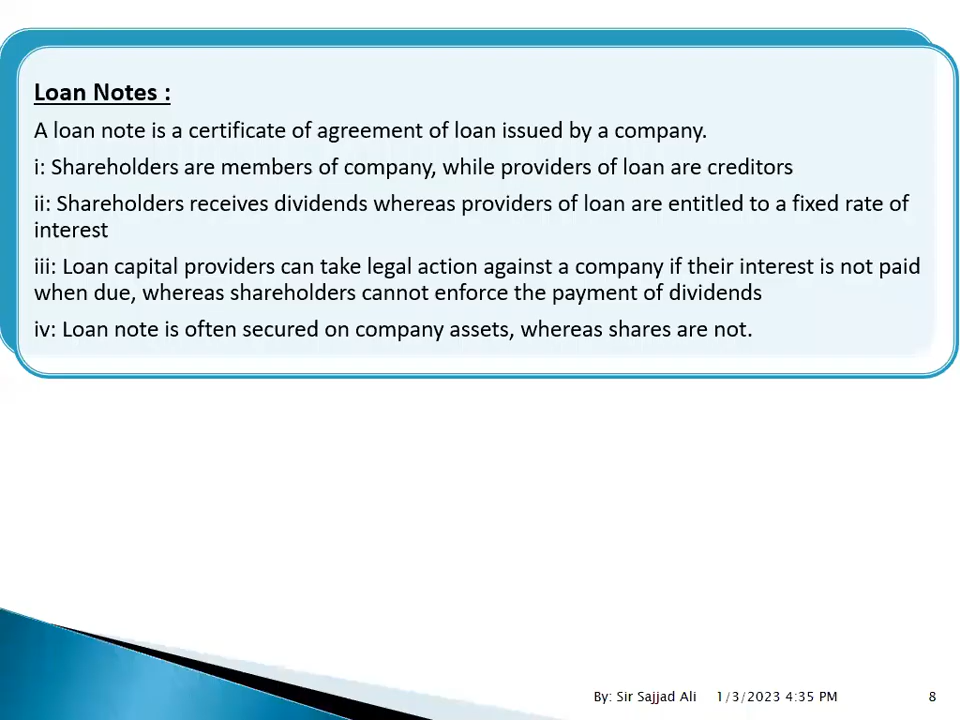 Loan Notes :
A loan note is a certificate of agreement of loan issued by a company.
i: Shareholders are members of company, while providers of loan are creditors
ii: Shareholders receives dividends whereas providers of loan are entitled to a fixed rate of
interest
iii: Loan capital providers can take legal action against a company if their interest is not paid
when due, whereas shareholders cannot enforce the payment of dividends
iv: Loan note is often secured on company assets, whereas shares are not.
By: Sir Sajjad Ali 1/3/2023 4:35 PM 8